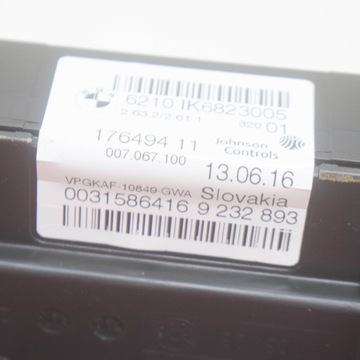 6210 IK6823005
2 63.2/2 61 1 320 01
176494 11 Johnson Controls
007.067.100 13.06.16
VPGKAF-10849-GWA Slovakia
0031586416 9 232 893